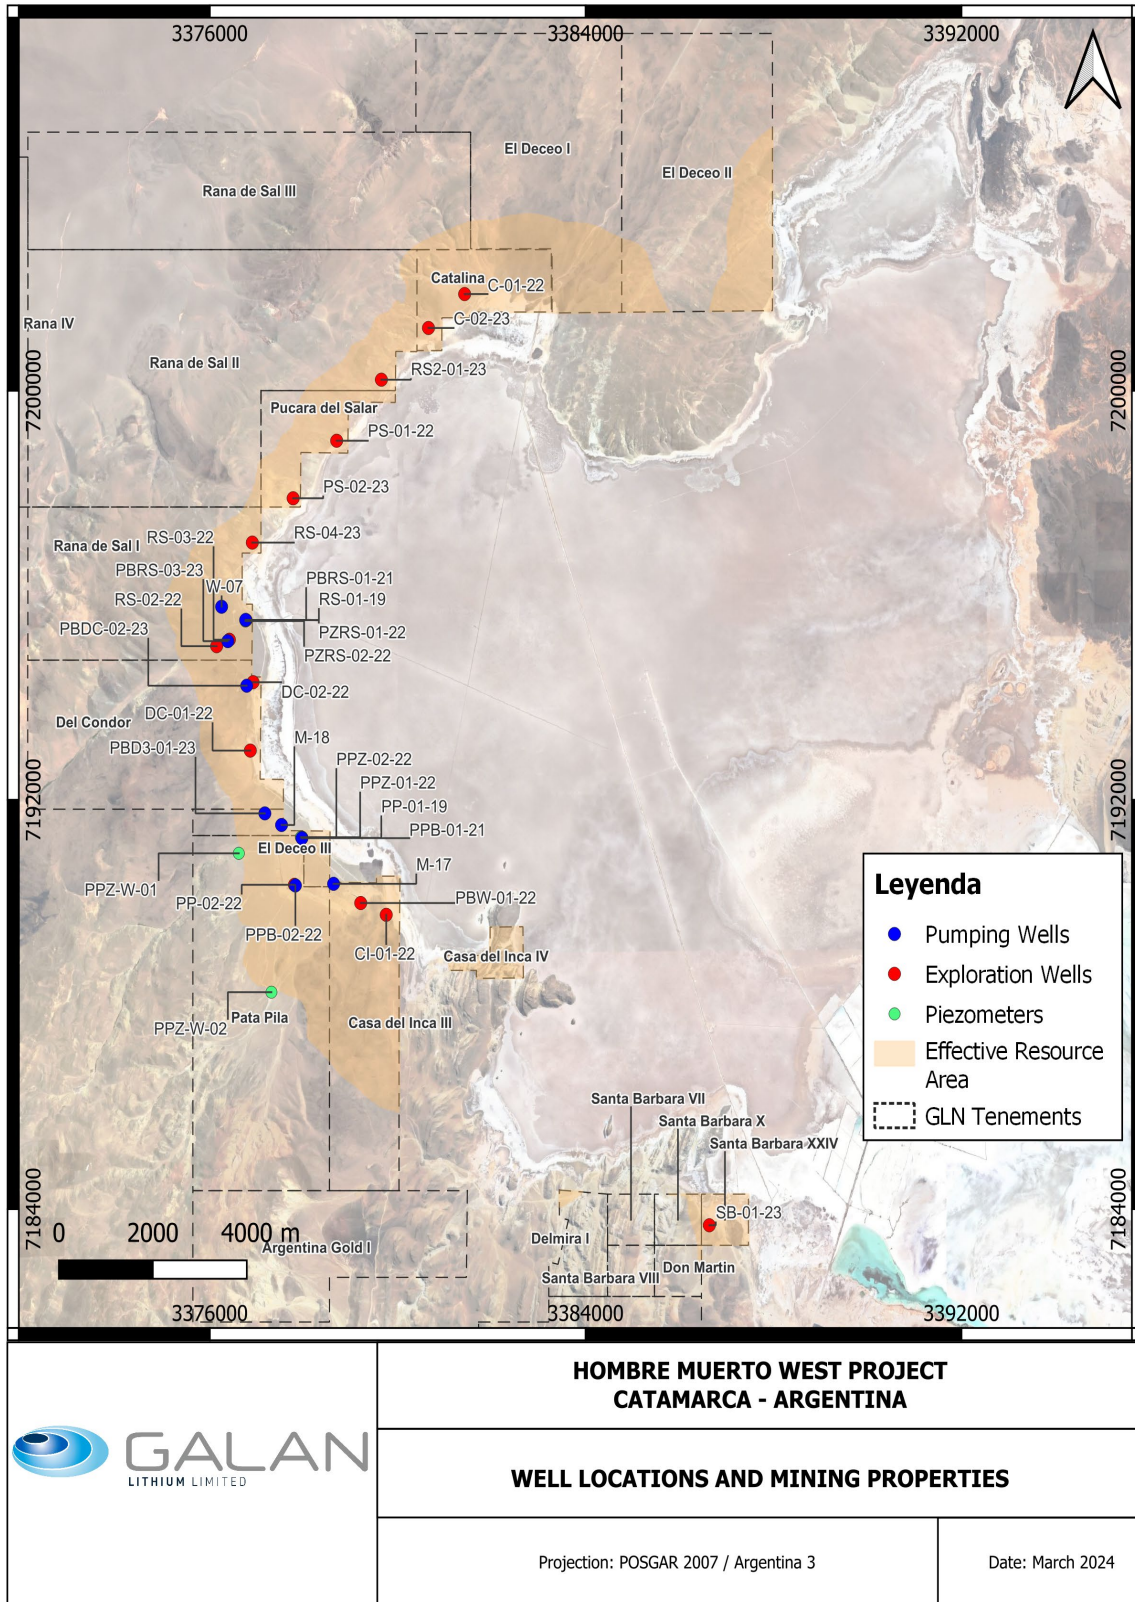 3376000
3384000
3392000
El Deceo I
El Deceo II
Rana de Sal III
Catalina
C-01-22
C-02-23
Rana IV
Rana de Sal II
RS2-01-23
7200000
7200000
Pucara del Salar
PS-01-22
PS-02-23
RS-04-23
RS-03-22
Rana de Sal I
PBRS-03-23
W-07
PBRS-01-21
RS-02-22
RS-01-19
PBDC-02-23
PZRS-01-22
PZRS-02-22
DC-02-22
DC-01-22
Del Condor
M-18
PBD3-01-23
PPZ-02-22
PPZ-01-22
PP-01-19
PPB-01-21
7192000
7192000
El Deceo III
M-17
PPZ-W-01
PP-02-22
PBW-01-22
PPB-02-22
CI-01-22
Casa del Inca IV
Pata Pila
PPZ-W-02
Casa del Inca III
Leyenda
Pumping Wells
Exploration Wells
Piezometers
Effective Resource
Area
GLN Tenements
Santa Barbara VII
Santa Barbara X
Santa Barbara XXIV
SB-01-23
7184000
7184000
0 2000 4000 m
Argentina Gold I
Delmira I
Don Martin
Santa Barbara VIII
3376000
3384000
3392000
GALAN
LITHIUM LIMITED
HOMBRE MUERTO WEST PROJECT
CATAMARCA - ARGENTINA
WELL LOCATIONS AND MINING PROPERTIES
Projection: POSGAR 2007 / Argentina 3
Date: March 2024